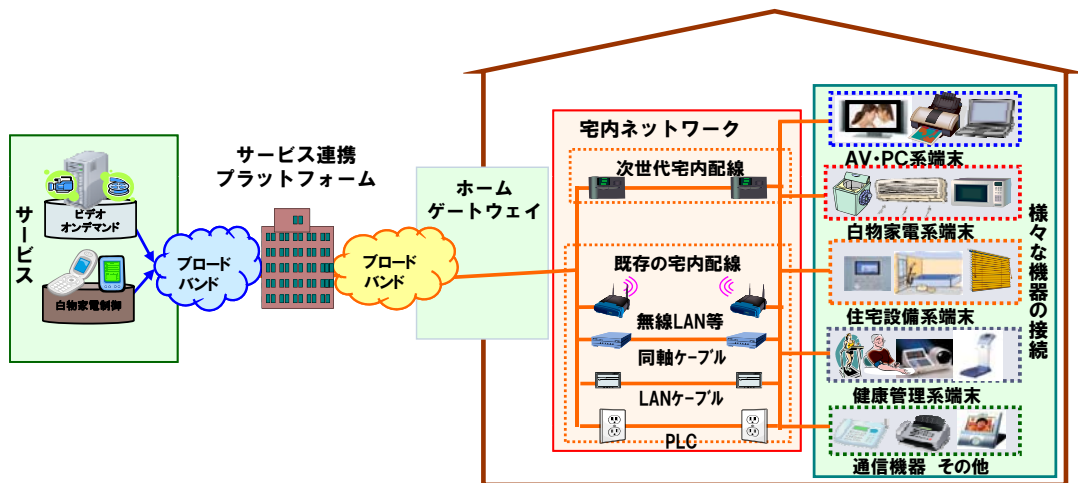 サービス
ビデオ
オンデマンド
白物家電制御
ブロード
バンド
サービス連携
プラットフォーム
ブロード
バンド
ホーム
ゲートウェイ
宅内ネットワーク
次世代宅内配線
既存の宅内配線
無線LAN等
同軸ケーブル
LANケーブル
PLC
AV・PC系端末
白物家電系端末
住宅設備系端末
健康管理系端末
通信機器 その他
様々な機器の接続